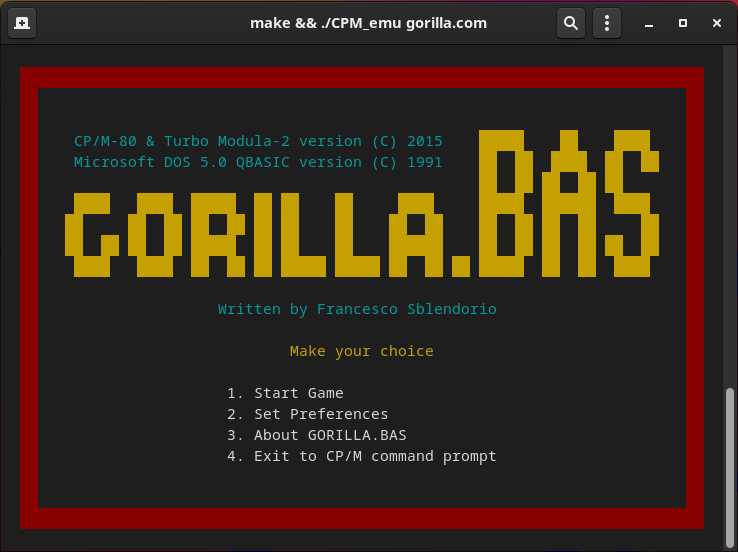 make && ./CPM_emu gorilla.com
CP/M-80 & Turbo Modula-2 version (C) 2015
Microsoft DOS 5.0 QBASIC version (C) 1991
GORILLA.BAS
Written by Francesco Sblendorio
Make your choice
1. Start Game
2. Set Preferences
3. About GORILLA.BAS
4. Exit to CP/M command prompt